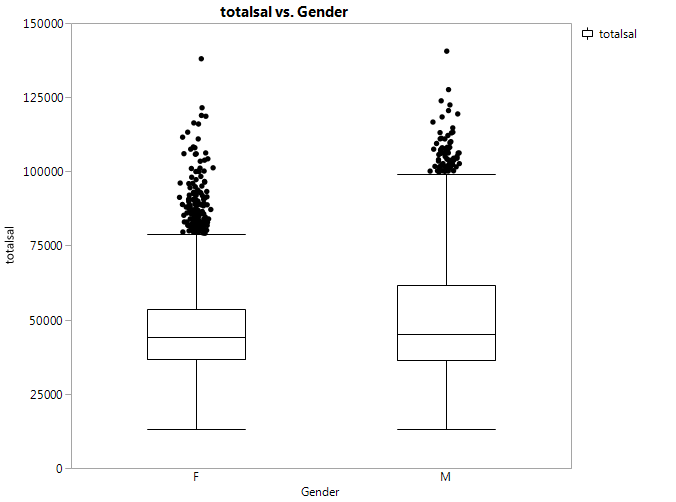 totalsal vs. Gender
totalsal
150000
125000
100000
75000
50000
25000
0
totalsal
F M
Gender